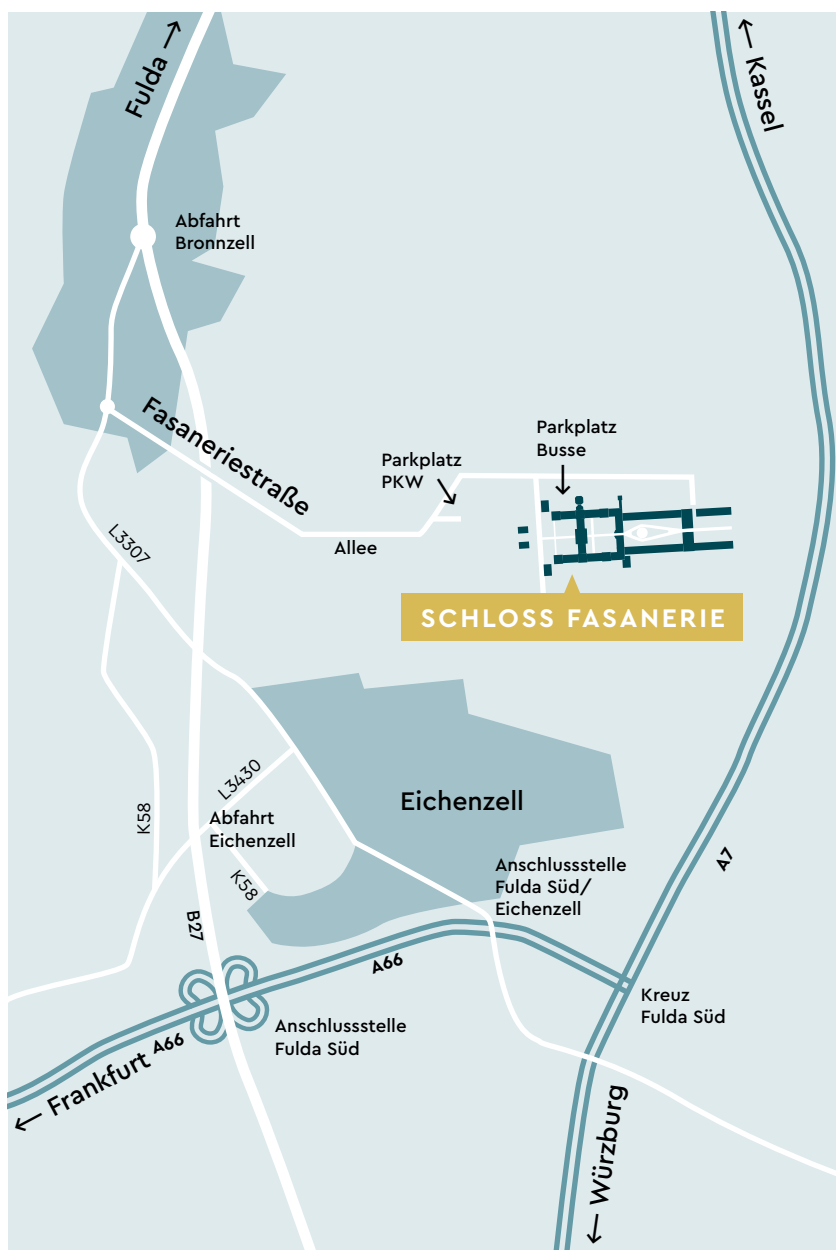 Fulda →
← Kassel
Abfahrt
Bronnzell
Fasaneriestraße
Parkplatz
PKW
Parkplatz
Busse
Allee
L3307
SCHLOSS FASANERIE
L3430
Eichenzell
K58
Abfahrt
Eichenzell
K58
A7
Anschlussstelle
Fulda Süd/
Eichenzell
B27
A66
Kreuz
Fulda Süd
Anschlussstelle
Fulda Süd
A66
← Frankfurt
← Würzburg